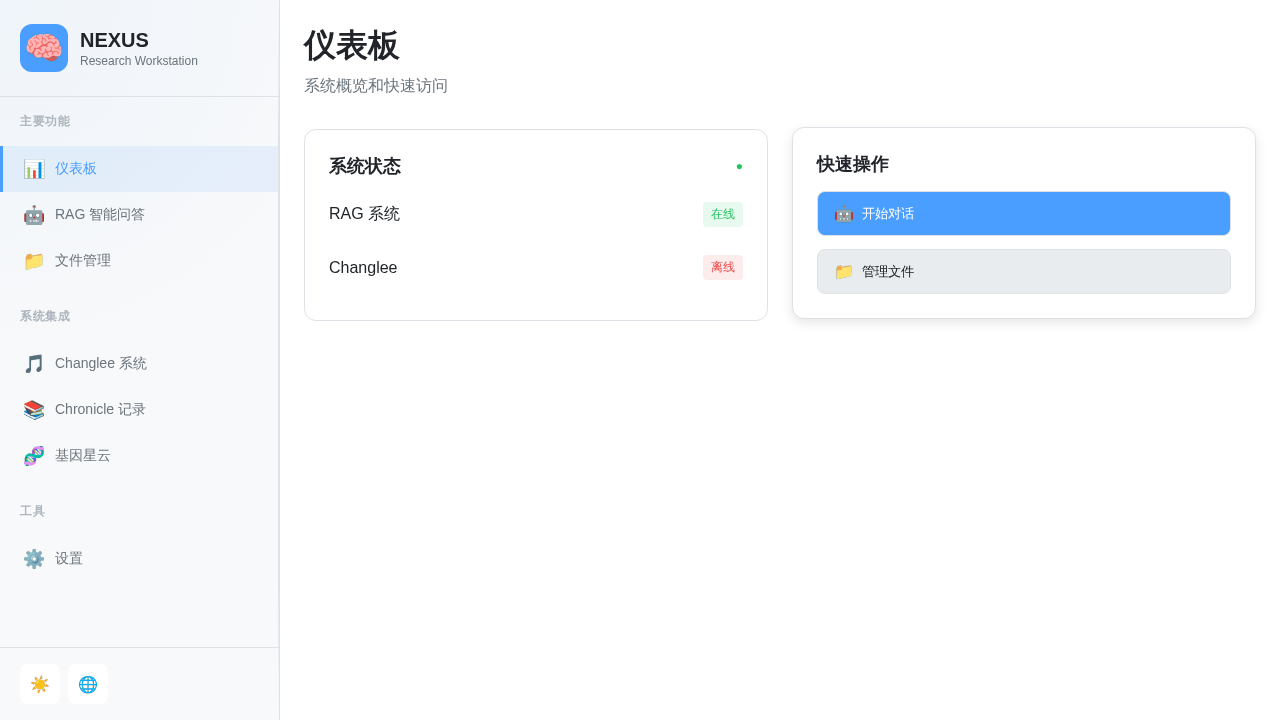 NEXUS
Research Workstation
主要功能
仪表板
RAG 智能问答
文件管理
系统集成
Changlee 系统
Chronicle 记录
基因星云
工具
设置
仪表板
系统概览和快速访问
系统状态
RAG 系统
在线
Changlee
离线
快速操作
开始对话
管理文件